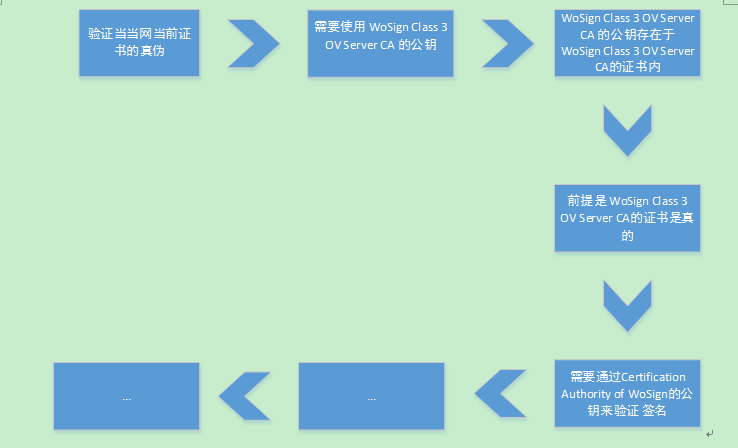 验证当当网当前证
书的真伪
需要使用 WoSign Class 3
OV Server CA 的公钥
WoSign Class 3 OV Server
CA 的公钥存在于
WoSign Class 3 OV Server
CA的证书内
前提是 WoSign Class 3
OV Server CA的证书是真
的
需要通过Certification
Authority of WoSign的公
钥来验证 签名
...
...